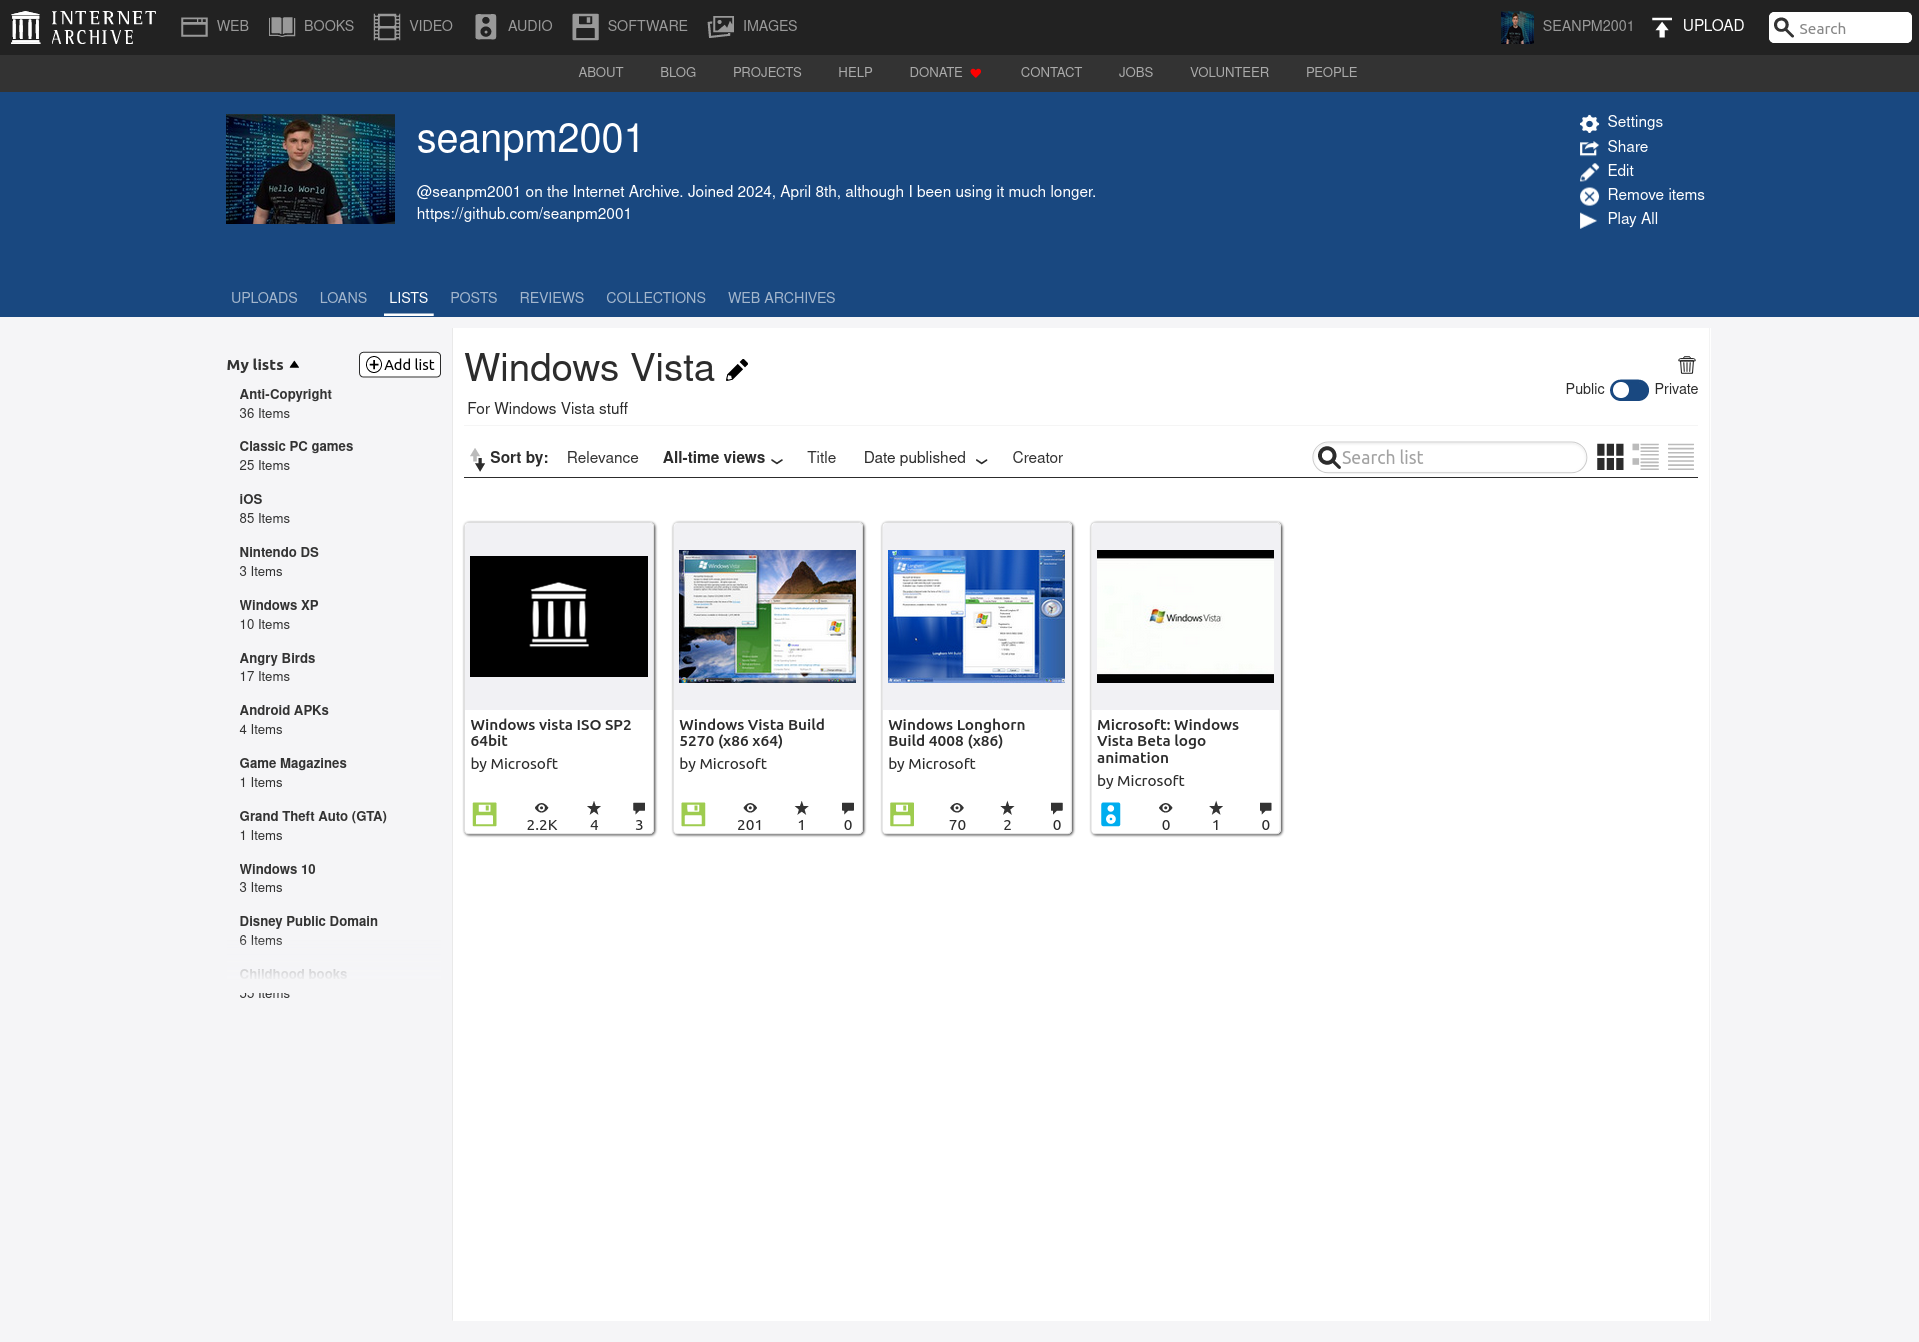 INTERNET
ARCHIVE
WEB
BOOKS
VIDEO
AUDIO
SOFTWARE
IMAGES
SEANPM2001
UPLOAD
Search
ABOUT
BLOG
PROJECTS
HELP
DONATE
CONTACT
JOBS
VOLUNTEER
PEOPLE
Hello World
seanpm2001
@seanpm2001 on the Internet Archive. Joined 2024, April 8th, although I been using it much longer.
https://github.com/seanpm2001
Settings
Share
Edit
Remove items
Play All
UPLOADS
LOANS
LISTS
POSTS
REVIEWS
COLLECTIONS
WEB ARCHIVES
My lists
Add list
Anti-Copyright
36 Items
Classic PC games
25 Items
iOS
85 Items
Nintendo DS
3 Items
Windows XP
10 Items
Angry Birds
17 Items
Android APKs
4 Items
Game Magazines
1 Items
Grand Theft Auto (GTA)
1 Items
Windows 10
3 Items
Disney Public Domain
6 Items
Childhood books
Items
Windows Vista
For Windows Vista stuff
Public
Private
Sort by:
Relevance
All-time views
Title
Date published
Creator
Search list
Windows vista ISO SP2
64bit
by Microsoft
2.2K
4
3
Windows Vista
Windows Vista Build
5270 (x86 x64)
by Microsoft
201
1
0
Longhorn
Windows Longhorn
Build 4008 (x86)
by Microsoft
70
2
0
Windows Vista
Microsoft: Windows
Vista Beta logo
animation
by Microsoft
0
1
0